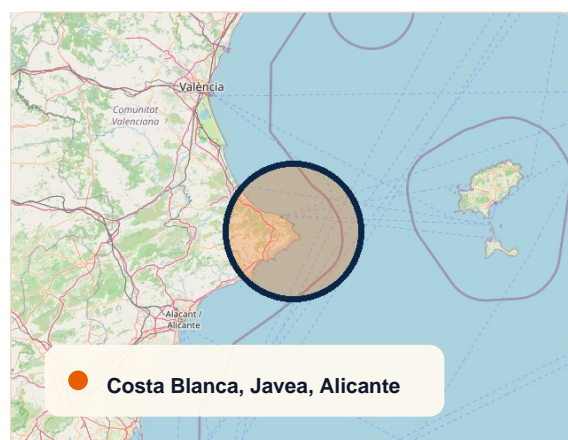 València
Comunitat
Valenciana
Alacant /
Alicante
Costa Blanca, Javea, Alicante